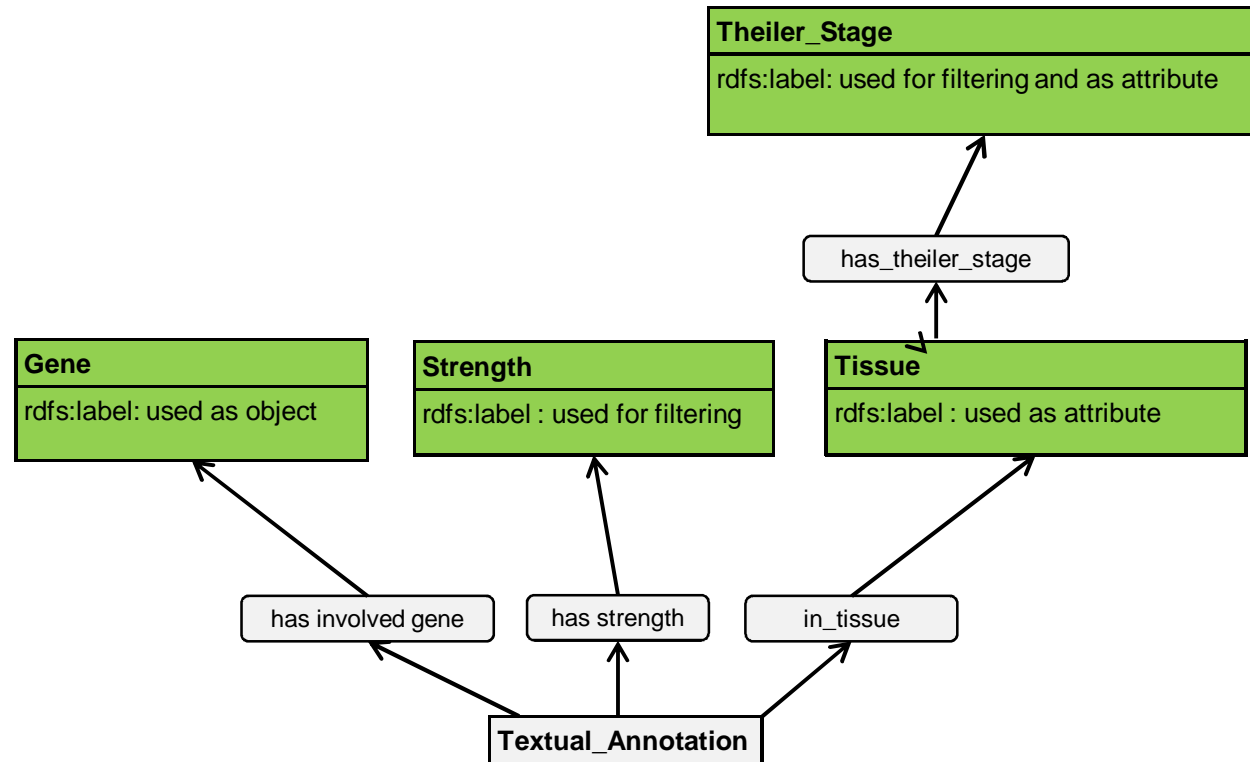 Theiler_Stage
rdfs:label: used for filtering and as attribute
has_theiler_stage
Gene
rdfs:label: used as object
Strength
rdfs:label : used for filtering
Tissue
rdfs:label : used as attribute
has involved gene
has strength
in_tissue
Textual_Annotation